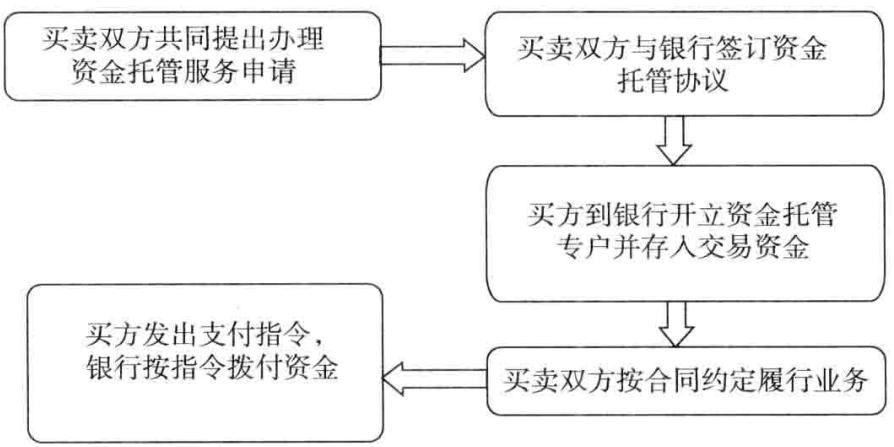 买卖双方共同提出办理
资金托管服务申请
买卖双方与银行签订资金
托管协议
买方到银行开立资金托管
专户并存入交易资金
买卖双方按合同约定履行业务
买方发出支付指令，
银行按指令拨付资金